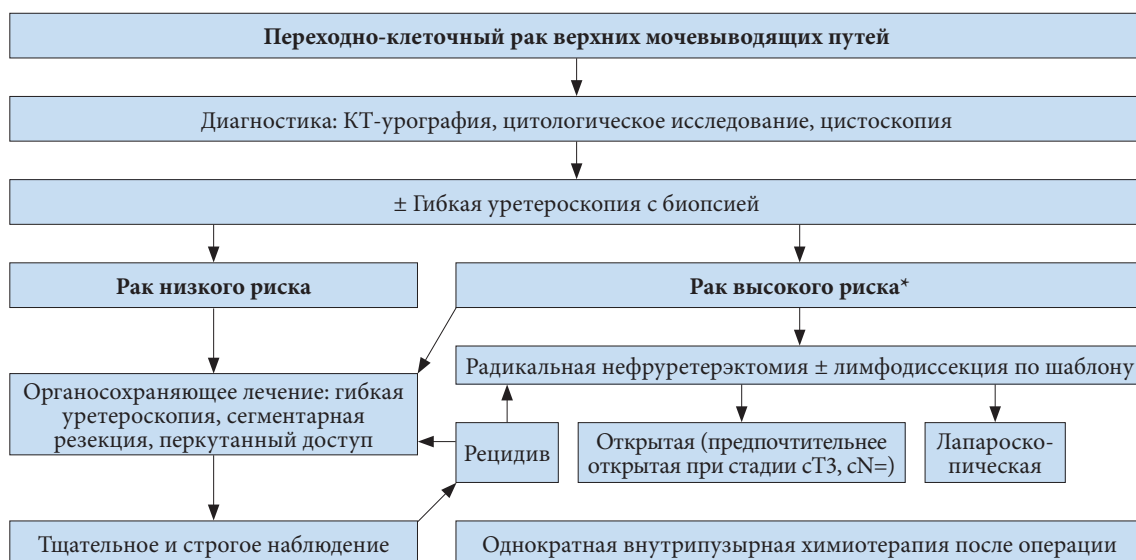 Переходно-клеточный рак верхних мочевыводящих путей
Диагностика: КТ-урография, цитологическое исследование, цистоскопия
± Гибкая уретероскопия с биопсией
Рак низкого риска
Рак высокого риска*
Радикальная нефруретерэктомия ± лимфодиссекция по шаблону
Органосохраняющее лечение: гибкая
уретероскопия, сегментарная
резекция, перкутанный доступ
Рецидив
Открытая (предпочтительнее
открытая при стадии cT3, cN=)
Лапароско-
пическая
Тщательное и строгое наблюдение
Однократная внутрипузырная химиотерапия после операции